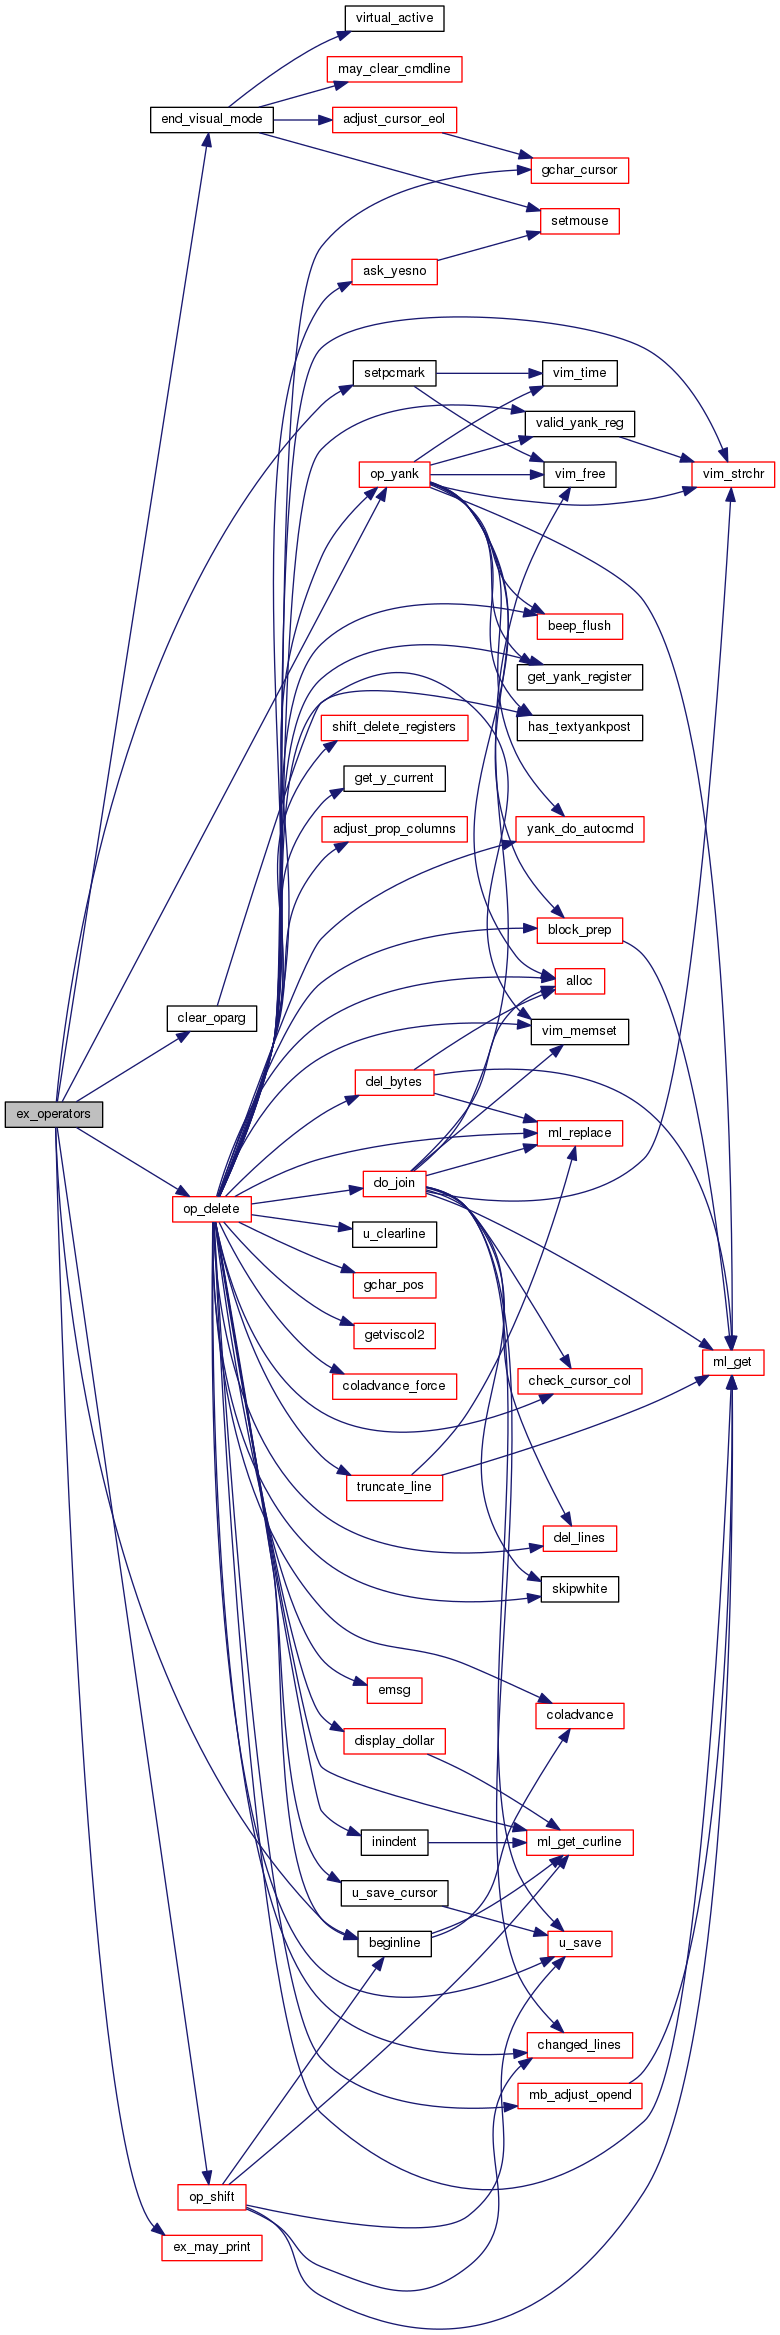 virtual_active
may_clear_cmdline
end_visual_mode
adjust_cursor_eol
gchar_cursor
setmouse
ask_yesno
setpcmark
vim_time
valid_yank_reg
op_yank
vim_free
vim_strchr
beep_flush
get_yank_register
shift_delete_registers
has_textyankpost
get_y_current
adjust_prop_columns
yank_do_autocmd
block_prep
alloc
clear_oparg
vim_memset
del_bytes
ex_operators
ml_replace
do_join
op_delete
u_clearline
gchar_pos
getviscol2
ml_get
coladvance_force
check_cursor_col
truncate_line
del_lines
skipwhite
emsg
coladvance
display_dollar
inindent
ml_get_curline
u_save_cursor
beginline
u_save
changed_lines
mb_adjust_opend
op_shift
ex_may_print